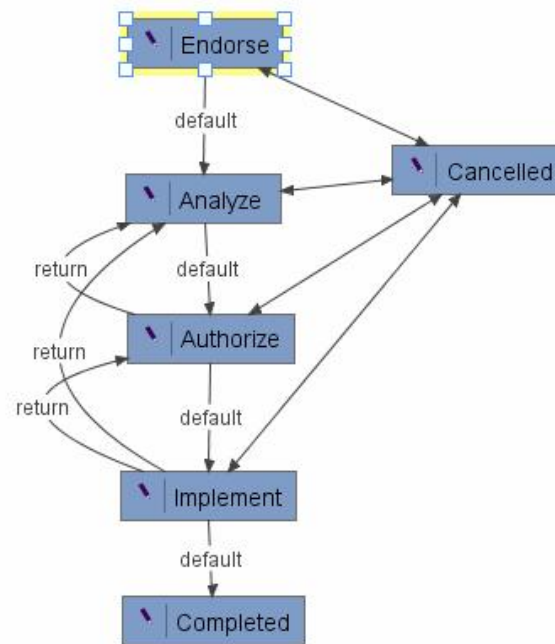 Endorse
default
Cancelled
Analyze
return
default
Authorize
return
return
default
Implement
default
Completed